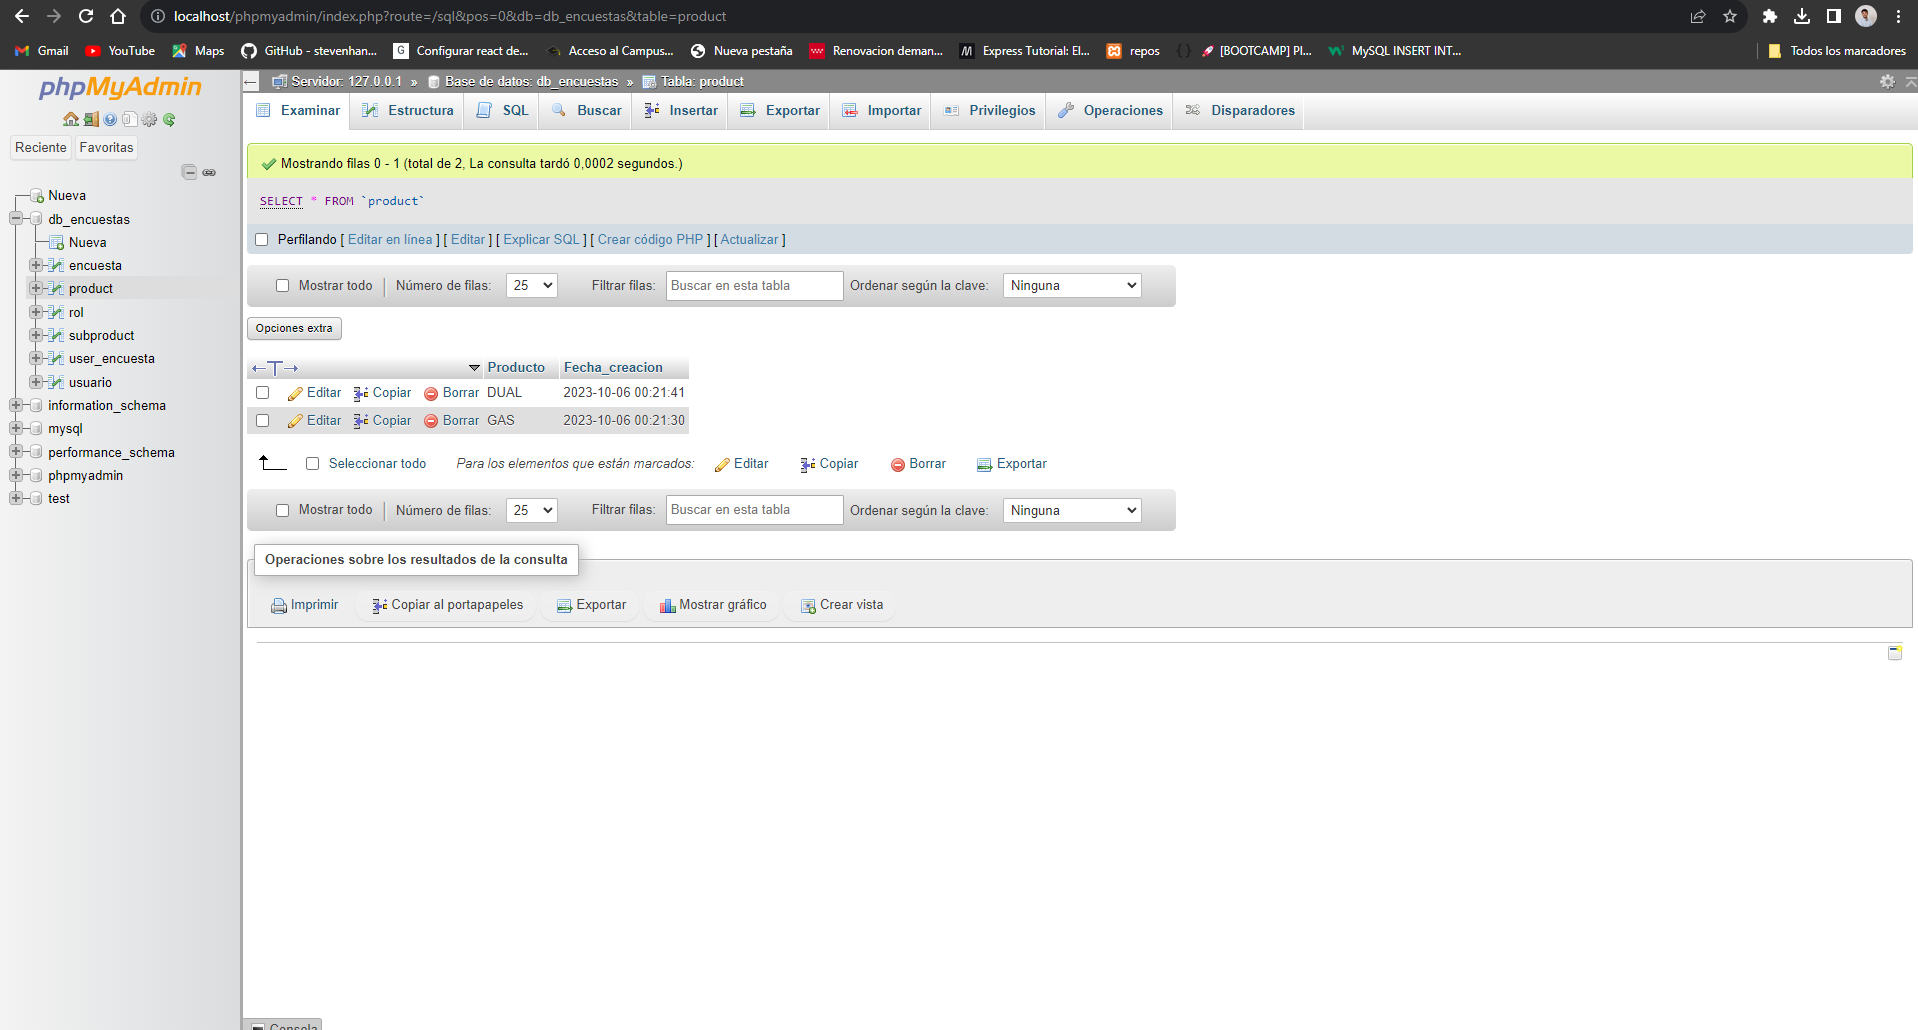 localhost/phpmyadmin/index.php?route=/sql&pos=0&db=db_encuestas&table=product
Gmail YouTube Maps GitHub - stevenhan... Configurar react de... Acceso al Campus... Nueva pestaña Renovacion deman... Express Tutorial: El... repos [BOOTCAMP] Pl... MySQL INSERT INT... Todos los marcadores
phpMyAdmin
Reciente Favoritas
Nueva
db_encuestas
Nueva
encuesta
product
rol
subproduct
user_encuesta
usuario
information_schema
mysql
performance_schema
phpmyadmin
test
Servidor: 127.0.0.1 » Base de datos: db_encuestas » Tabla: product
Examinar Estructura SQL Buscar Insertar Exportar Importar Privilegios Operaciones Disparadores
Mostrando filas 0 - 1 (total de 2, La consulta tardó 0,0002 segundos.)
SELECT * FROM `product`
Perfilando [ Editar en línea ] [ Editar ] [ Explicar SQL ] [ Crear código PHP ] [ Actualizar ]
Mostrar todo Número de filas: 25 Filtrar filas: Buscar en esta tabla Ordenar según la clave: Ninguna
Opciones extra
←T→ Producto Fecha_creacion
Editar Copiar Borrar DUAL 2023-10-06 00:21:41
Editar Copiar Borrar GAS 2023-10-06 00:21:30
Seleccionar todo Para los elementos que están marcados: Editar Copiar Borrar Exportar
Mostrar todo Número de filas: 25 Filtrar filas: Buscar en esta tabla Ordenar según la clave: Ninguna
Operaciones sobre los resultados de la consulta
Imprimir Copiar al portapapeles Exportar Mostrar gráfico Crear vista
Consola